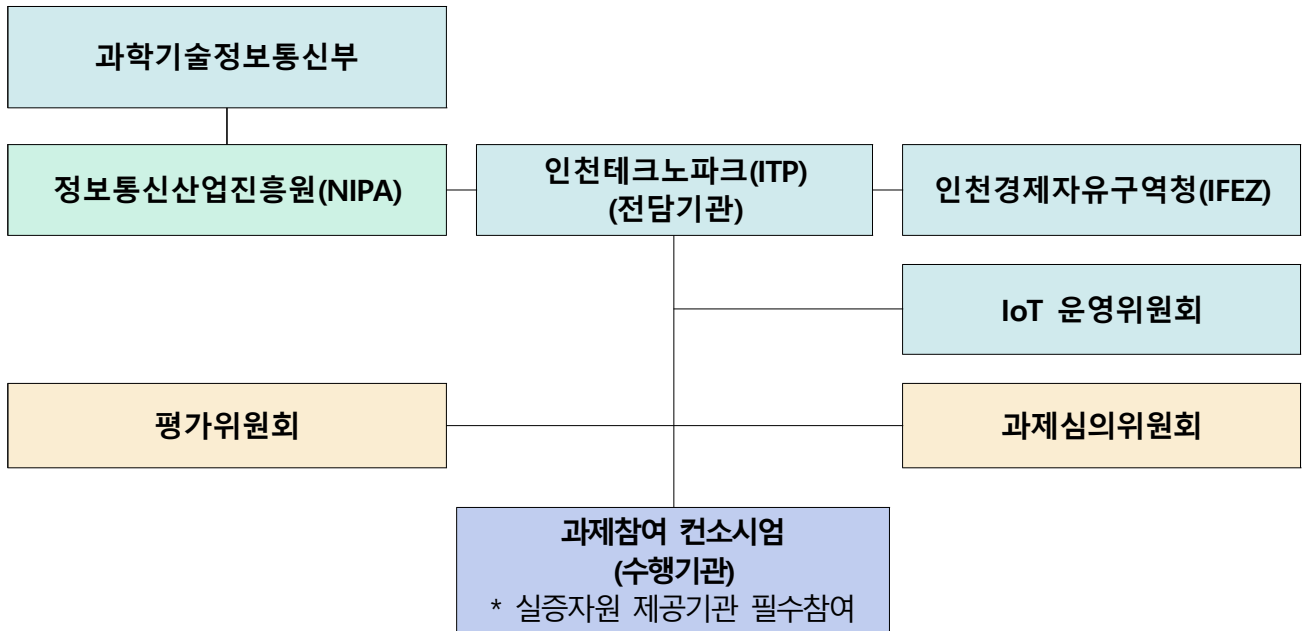 과학기술정보통신부
정보통신산업진흥원(NIPA)
인천테크노파크(ITP)
(전담기관)
인천경제자유구역청(IFEZ)
IoT 운영위원회
평가위원회
과제심의위원회
과제참여 컨소시엄
(수행기관)
* 실증자원 제공기관 필수참여